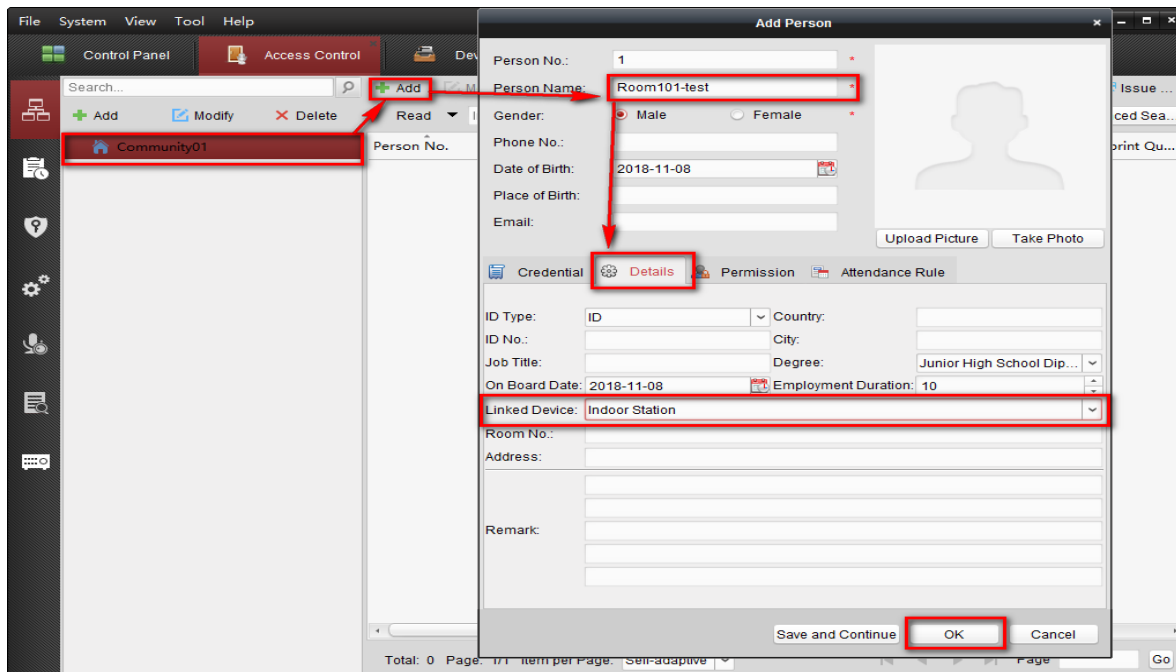 File System View Tool Help
Add Person
Control Panel
Access Control
Search...
Add Modify Delete
Community01
Add
Read
Person No.
Issue ...
ced Sea...
print Qu...
Person No.: 1 *
Person Name: Room101-test *
Gender: Male Female *
Phone No.:
Date of Birth: 2018-11-08
Place of Birth:
Email:
Upload Picture Take Photo
Credential Details Permission Attendance Rule
ID Type: ID Country:
ID No.: City:
Job Title: Degree: Junior High School Dip...
On Board Date: 2018-11-08 Employment Duration: 10
Linked Device: Indoor Station
Room No.:
Address:
Remark:
Save and Continue OK Cancel
Total: 0 Page: 1/1 Item per Page: Self-adaptive Page Go